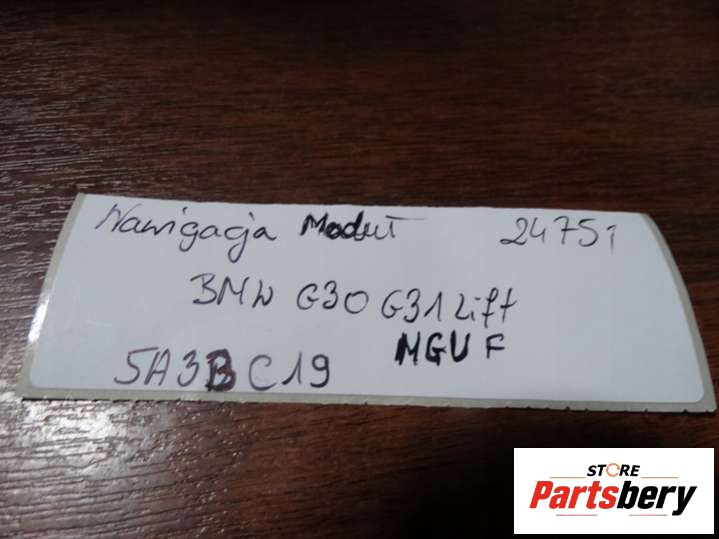 Nawigacja Moduł 24751
BMW G30 G31 Lift
MGU F
5A3BC19
STORE
Partsbery